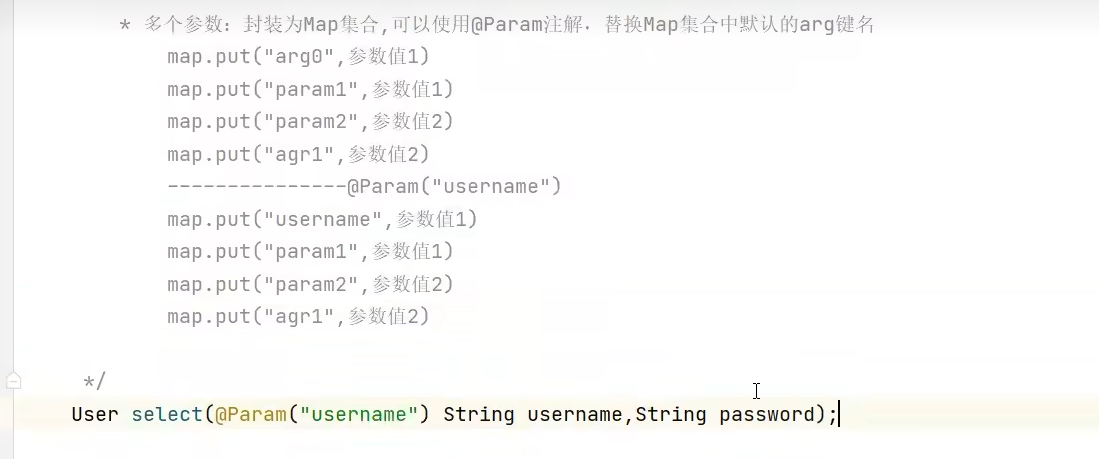 * 多个参数：封装为Map集合,可以使用@Param注解．替换Map集合中默认的arg键名
map.put("arg0",参数值1)
map.put("param1",参数值1)
map.put("param2",参数值2)
map.put("agr1",参数值2)
---------------@Param("username")
map.put("username",参数值1)
map.put("param1",参数值1)
map.put("param2",参数值2)
map.put("agr1",参数值2)
*/
User select(@Param("username") String username,String password);